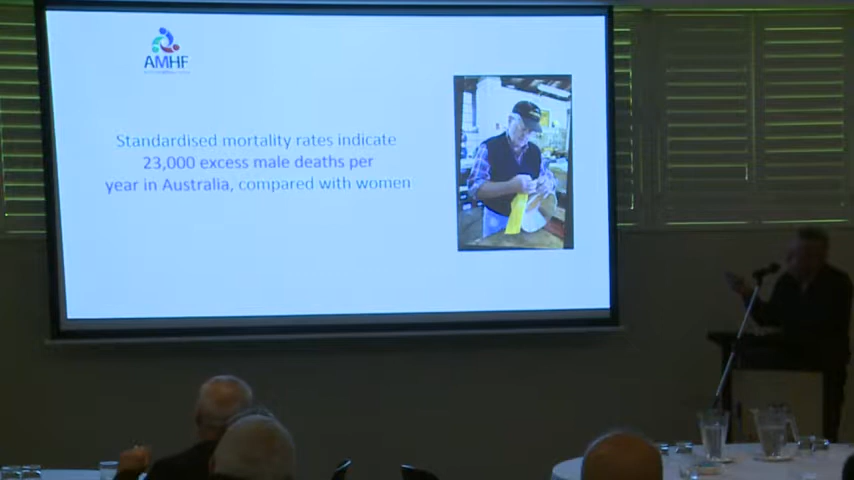 AMHF
Standardised mortality rates indicate
23,000 excess male deaths per
year in Australia, compared with women